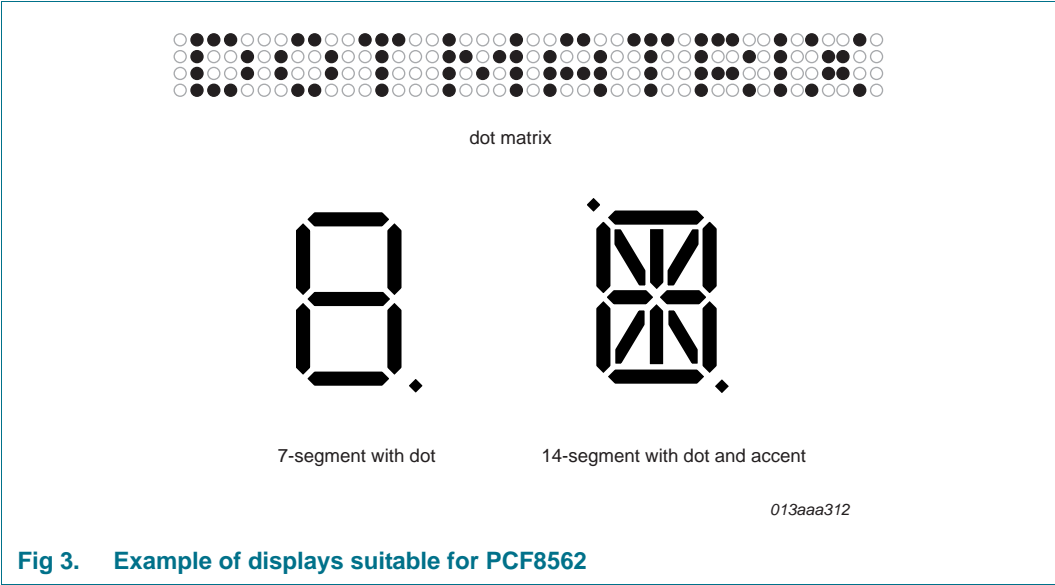 DOTMATRIX
dot matrix
7-segment with dot
14-segment with dot and accent
013aaa312
Fig 3. Example of displays suitable for PCF8562